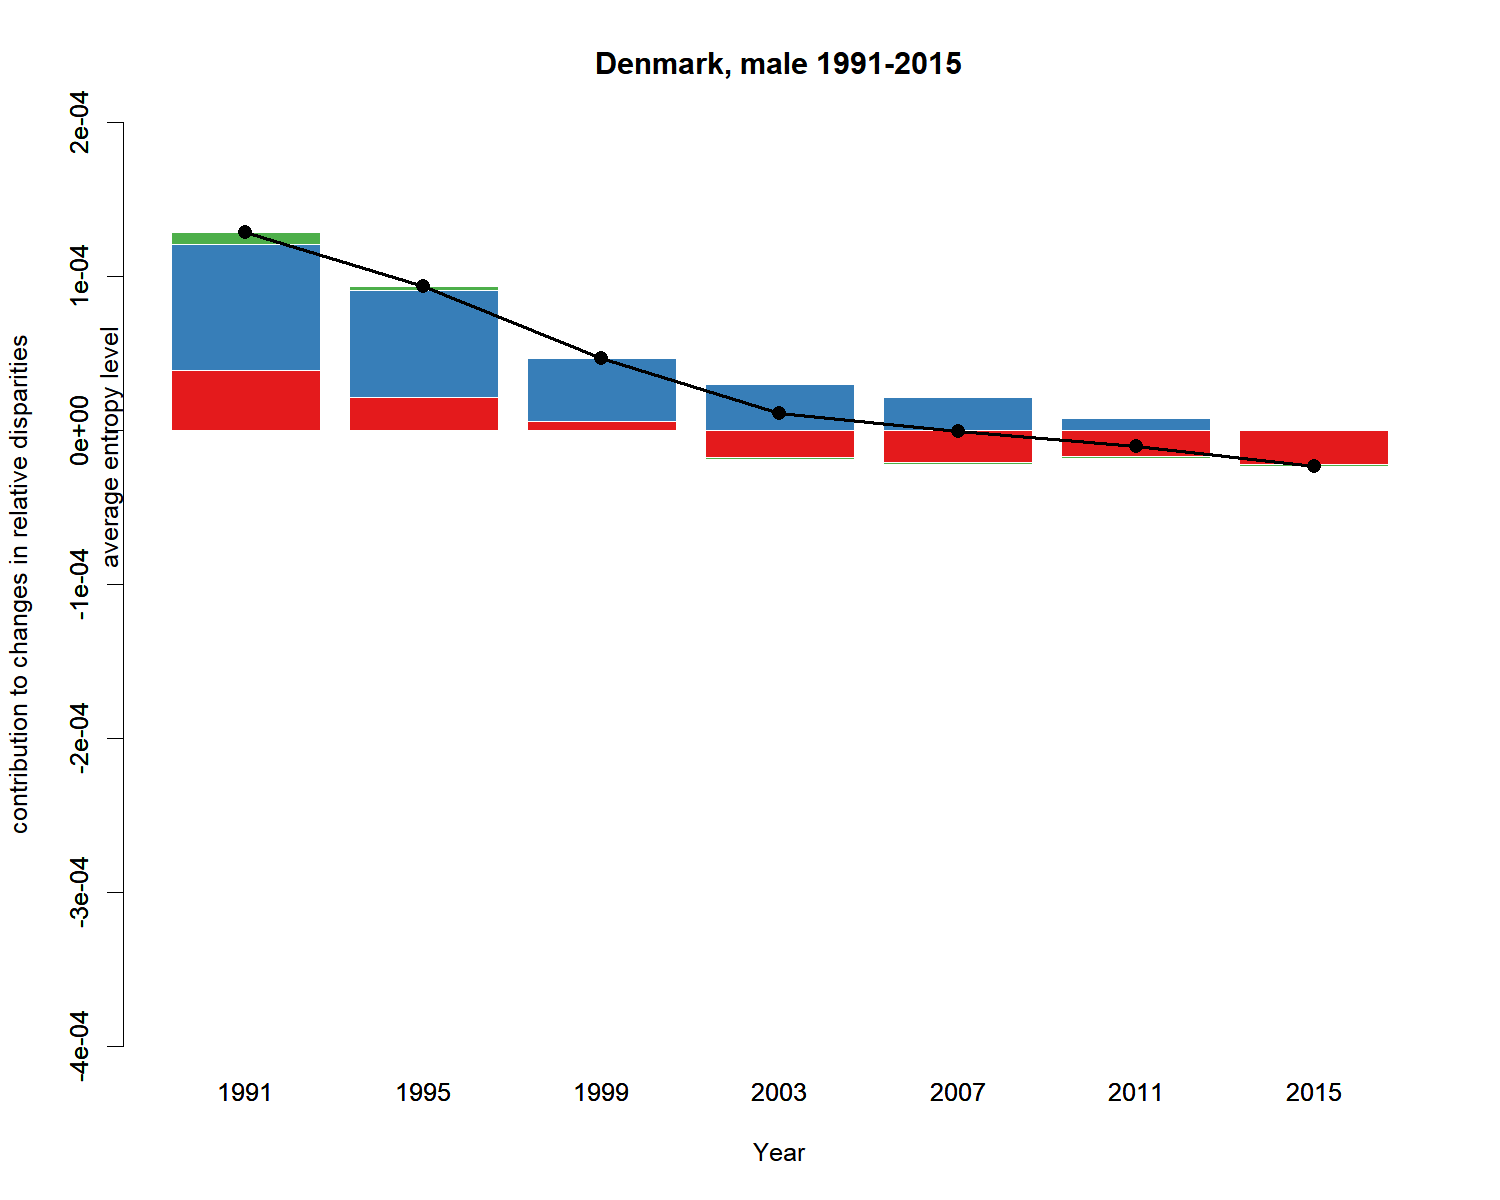 Denmark, male 1991-2015
contribution to changes in relative disparities
average entropy level
2e-04
1e-04
0e+00
-1e-04
-2e-04
-3e-04
-4e-04
1991 1995 1999 2003 2007 2011 2015
Year